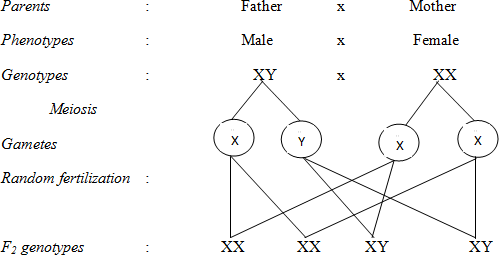 Parents : Father x Mother
Phenotypes : Male x Female
Genotypes : XY x XX
Meiosis
Gametes X Y X X
Random fertilization :
F2 genotypes : XX XX XY XY